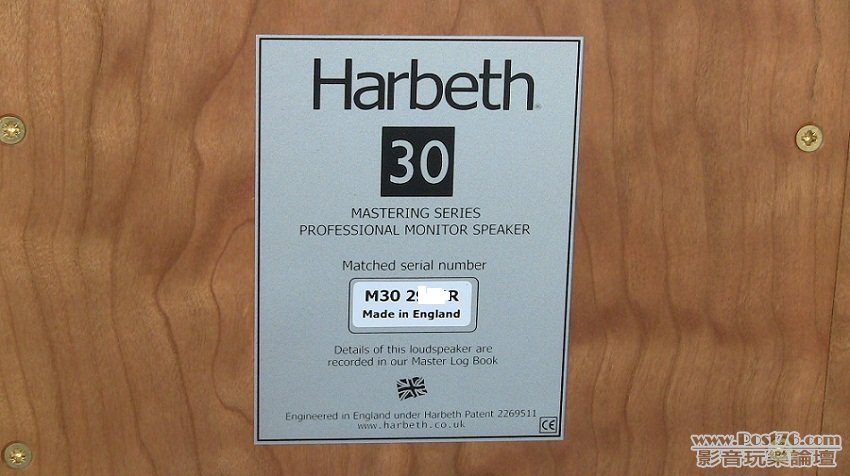 Harbeth
30
MASTERING SERIES
PROFESSIONAL MONITOR SPEAKER
Matched serial number
M30
Made in England
Details of this loudspeaker are
recorded in our Master Log Book
Engineered in England under Harbeth Patent 2269511
www.harbeth.co.uk
CE
www.Post76.com
影音玩樂論壇